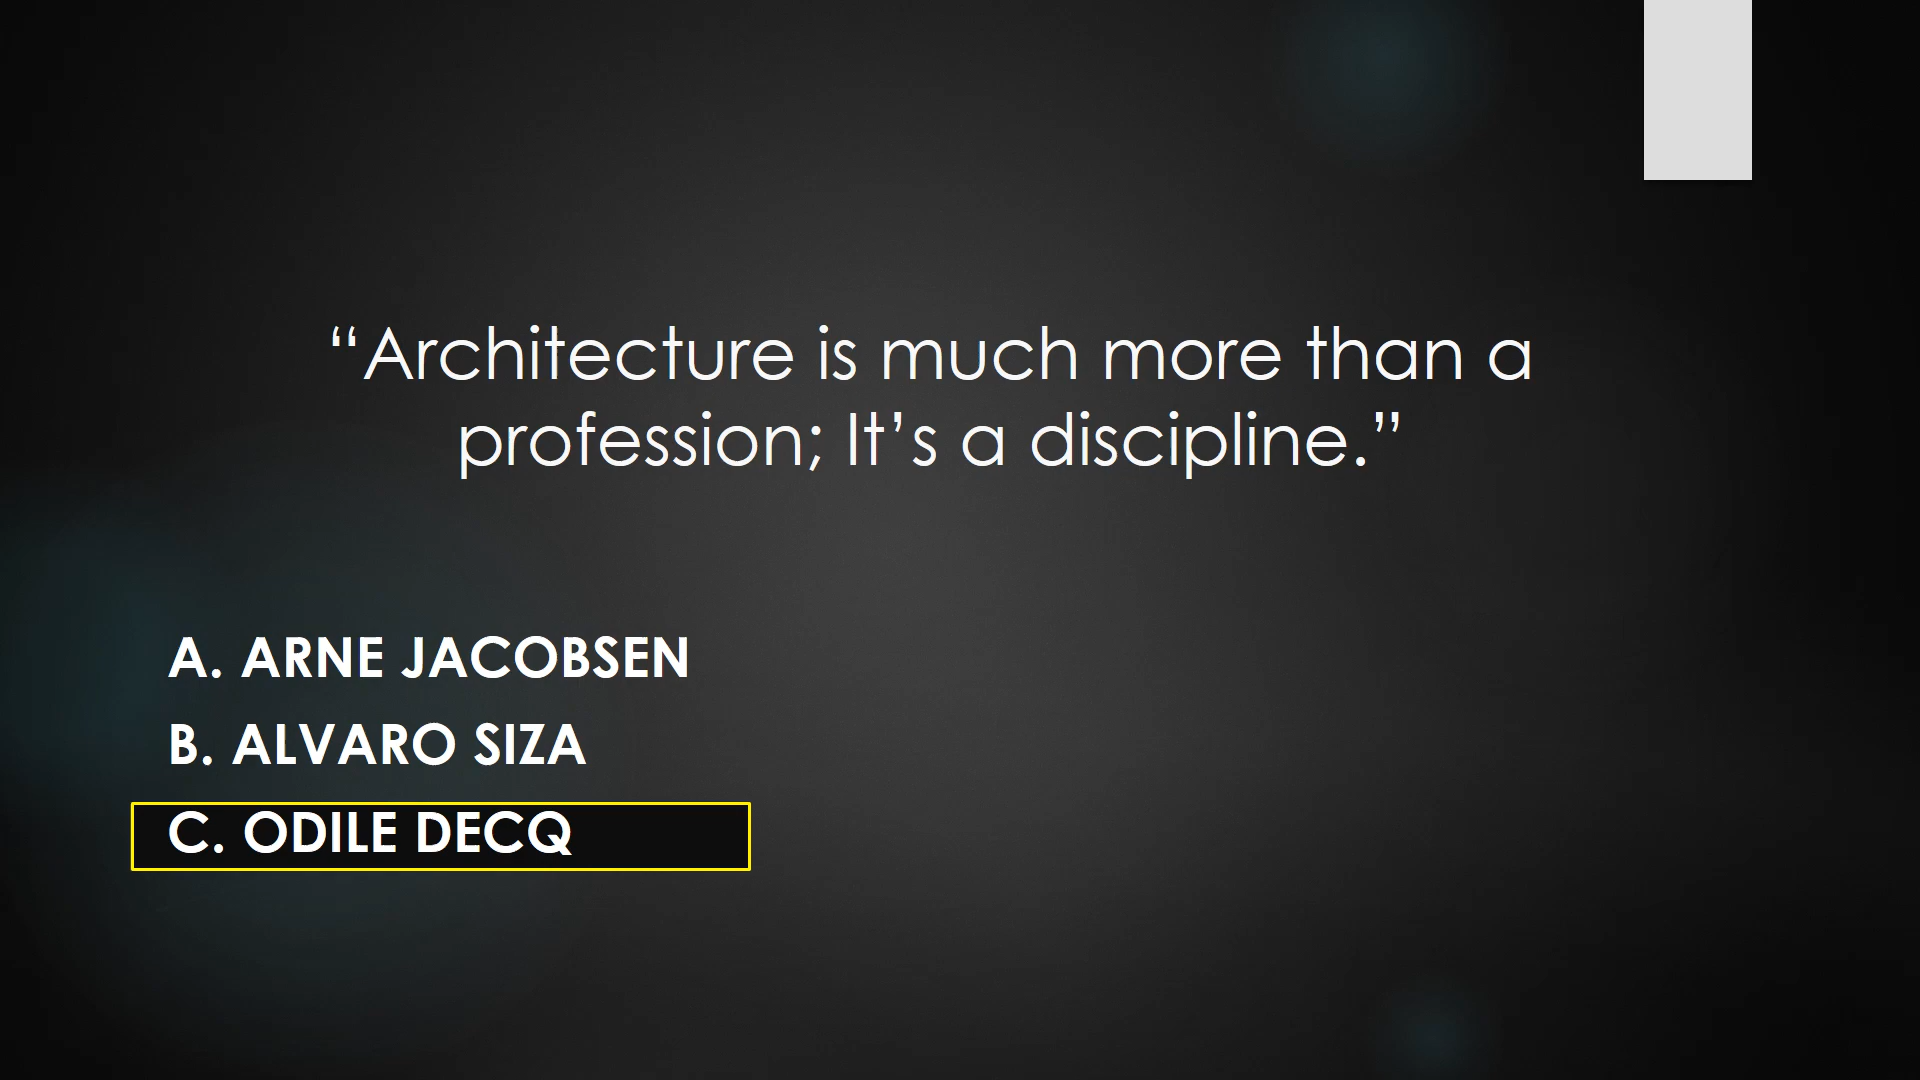 “Architecture is much more than a
profession; It’s a discipline.”
A. ARNE JACOBSEN
B. ALVARO SIZA
C. ODILE DECQ